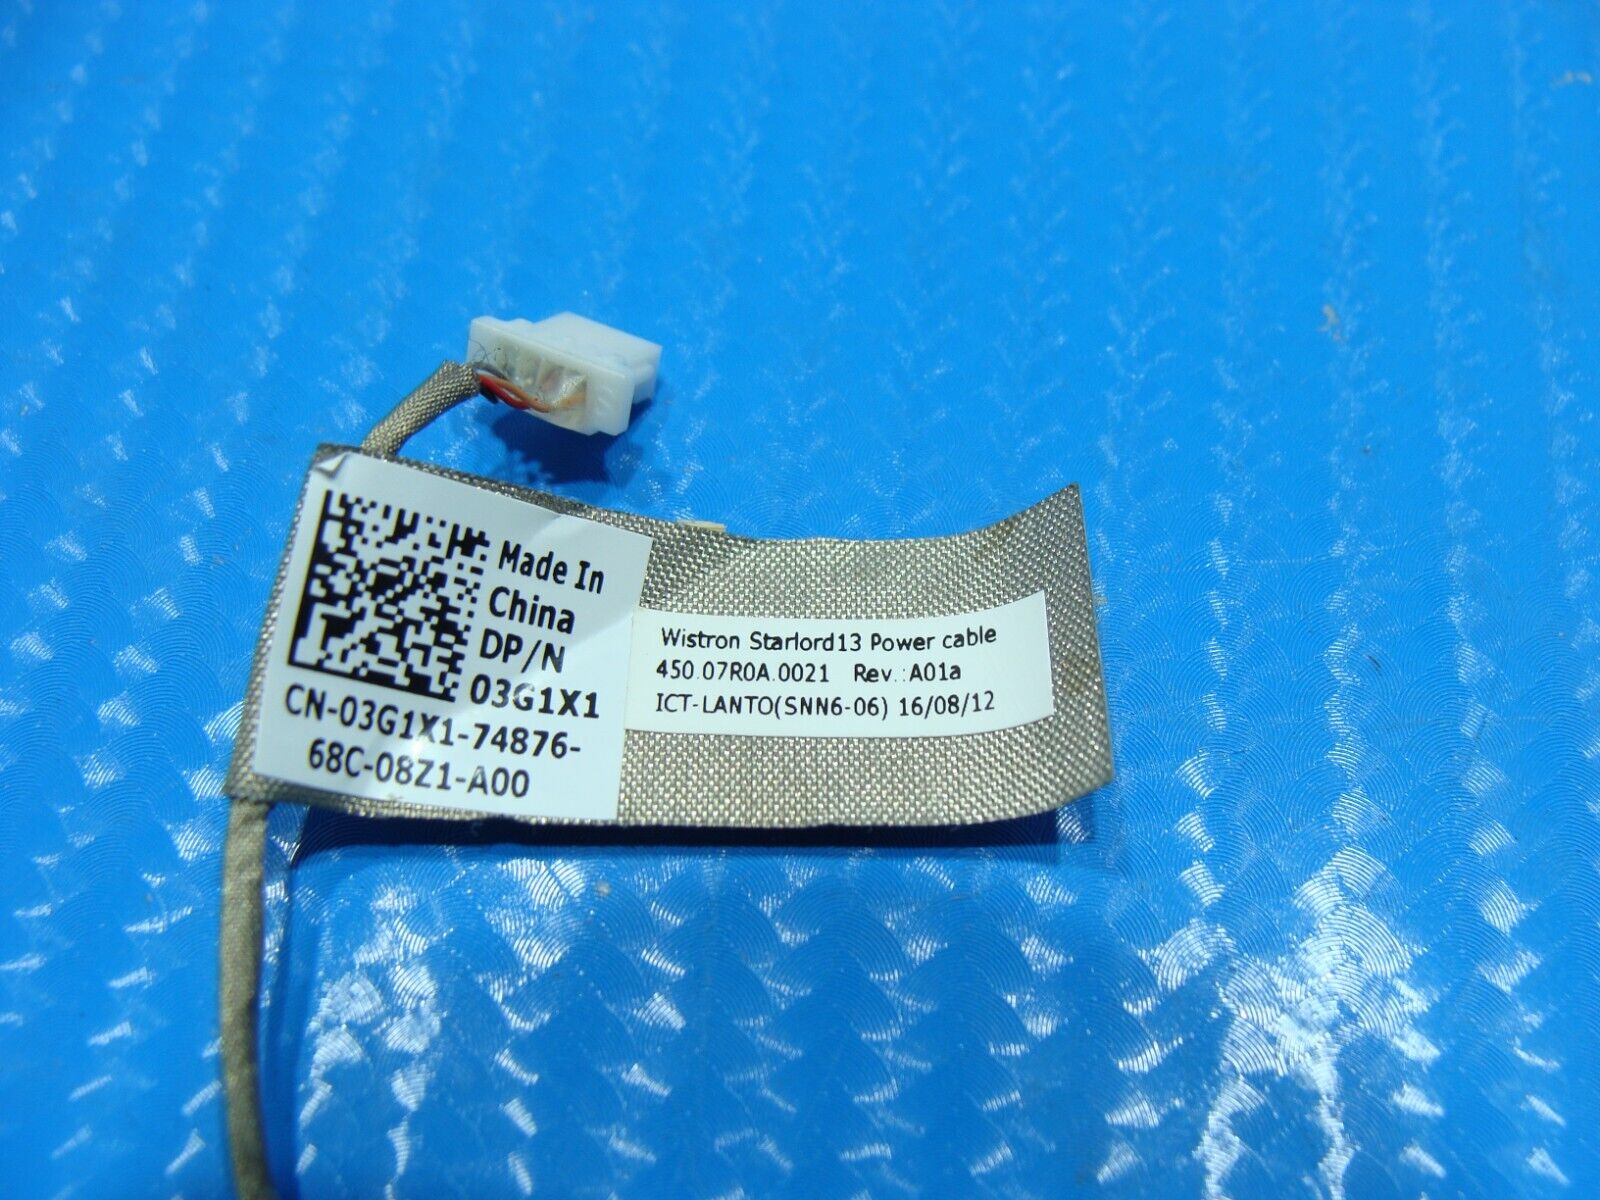 Made In
China
DP/N
03G1X1
CN-03G1X1-74876-
68C-08Z1-A00
Wistron Starlord13 Power cable
450.07R0A.0021 Rev.:A01a
ICT-LANTO(SNN6-06) 16/08/12